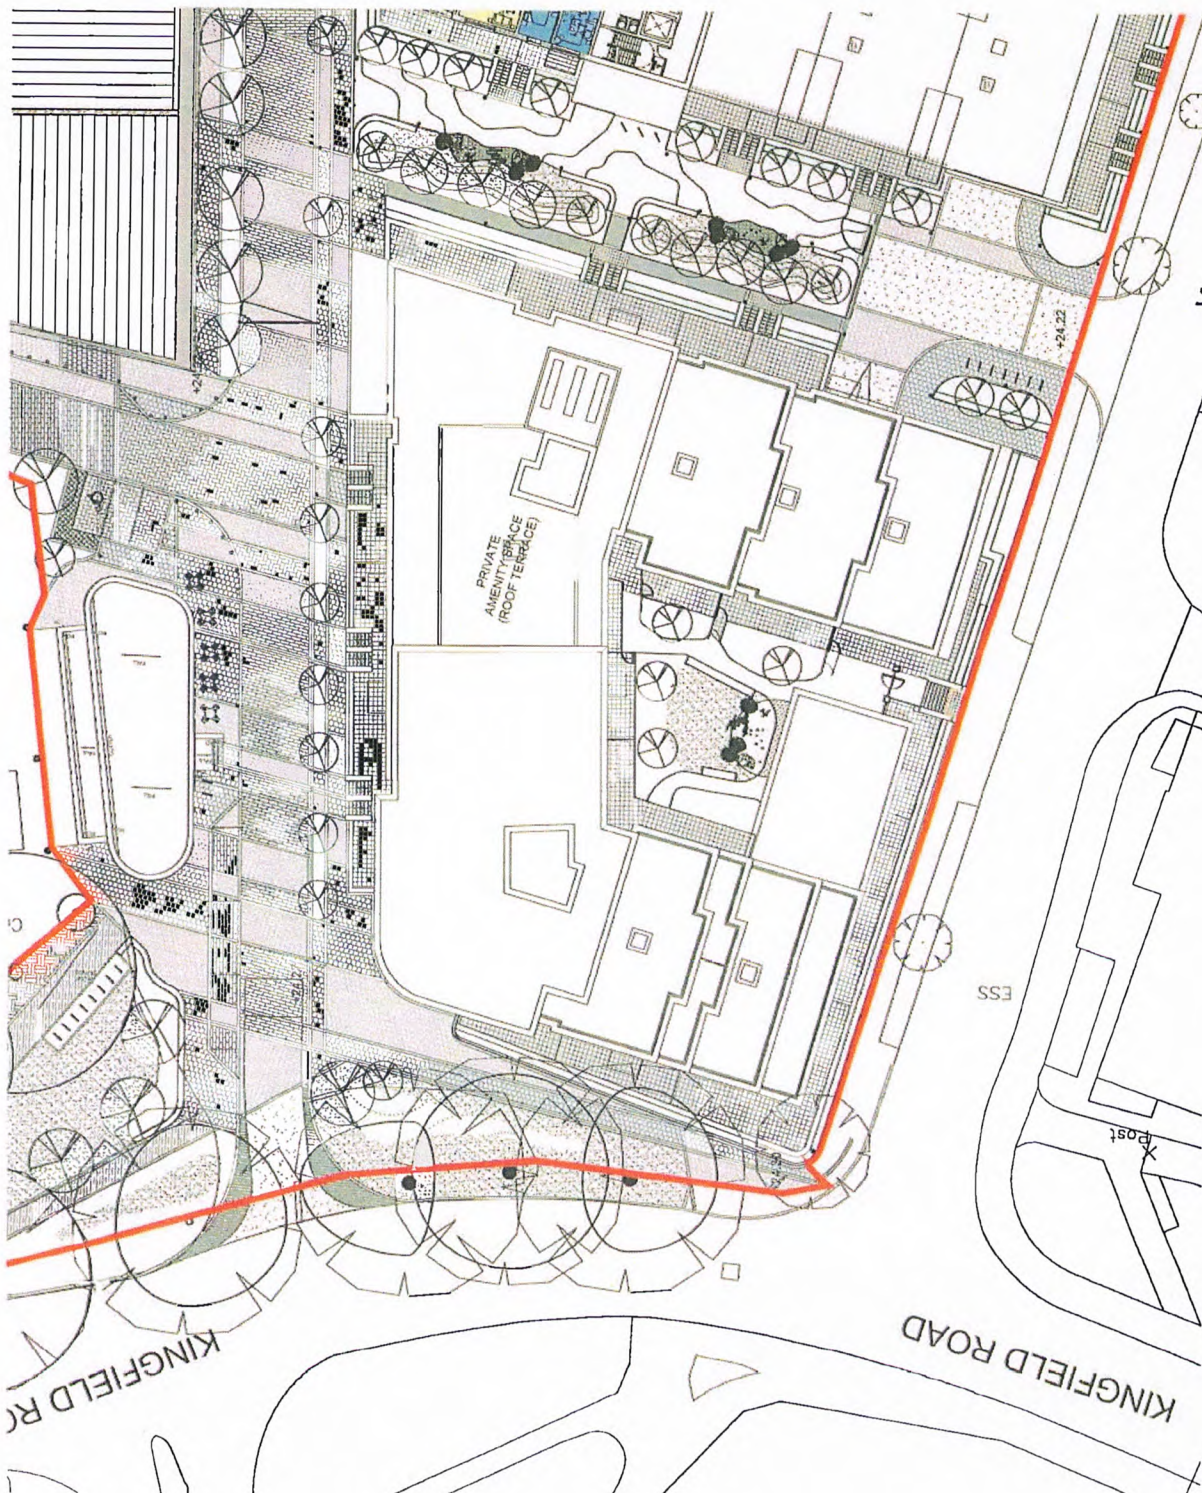 +24.22
PRIVATE
AMENITY SPACE
(ROOF TERRACE)
ESS
Post
KINGFIELD ROAD
KINGFIELD RO